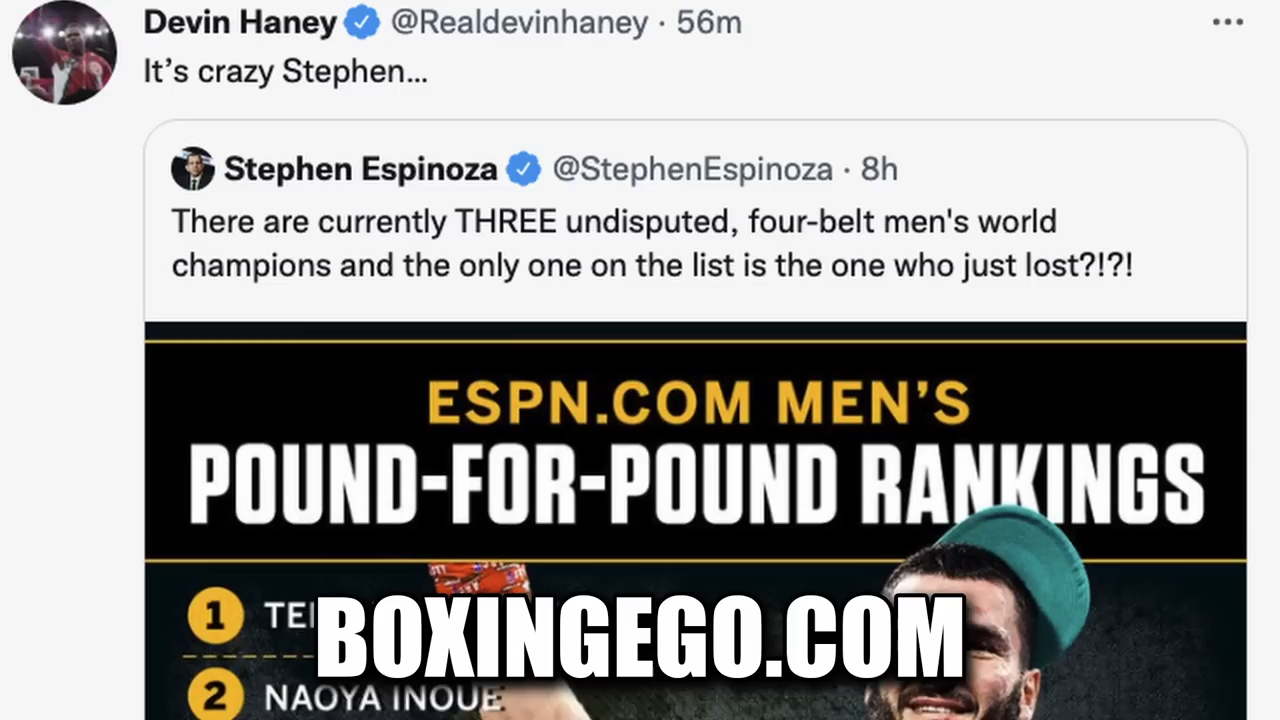 Devin Haney @Realdevinhaney · 56m
It’s crazy Stephen...
Stephen Espinoza @StephenEspinoza · 8h
There are currently THREE undisputed, four-belt men's world
champions and the only one on the list is the one who just lost?!?!
ESPN.COM MEN’S
POUND-FOR-POUND RANKINGS
1
BOXINGEGO.COM
2 NAOYA INOUE